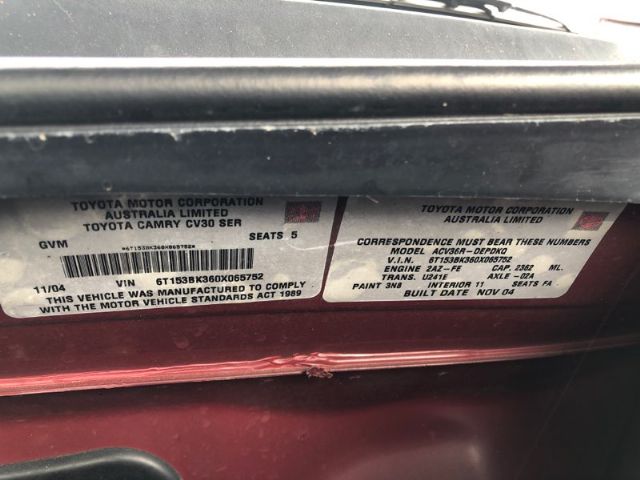 TOYOTA MOTOR CORPORATION
AUSTRALIA LIMITED
TOYOTA CAMRY CV30 SER
GVM SEATS 5
*6T153BK360X065752*
11/04 VIN 6T153BK360X065752
THIS VEHICLE WAS MANUFACTURED TO COMPLY
WITH THE MOTOR VEHICLE STANDARDS ACT 1989
TOYOTA MOTOR CORPORATION
AUSTRALIA LIMITED
CORRESPONDENCE MUST BEAR THESE NUMBERS
MODEL ACV36R-DEPDKQ
V.I.N. 6T153BK360X065752
ENGINE 2AZ-FE CAP. 2362 ML.
TRANS. U241E AXLE -02A
PAINT 3N8 INTERIOR 11 SEATS FA
BUILT DATE NOV 04